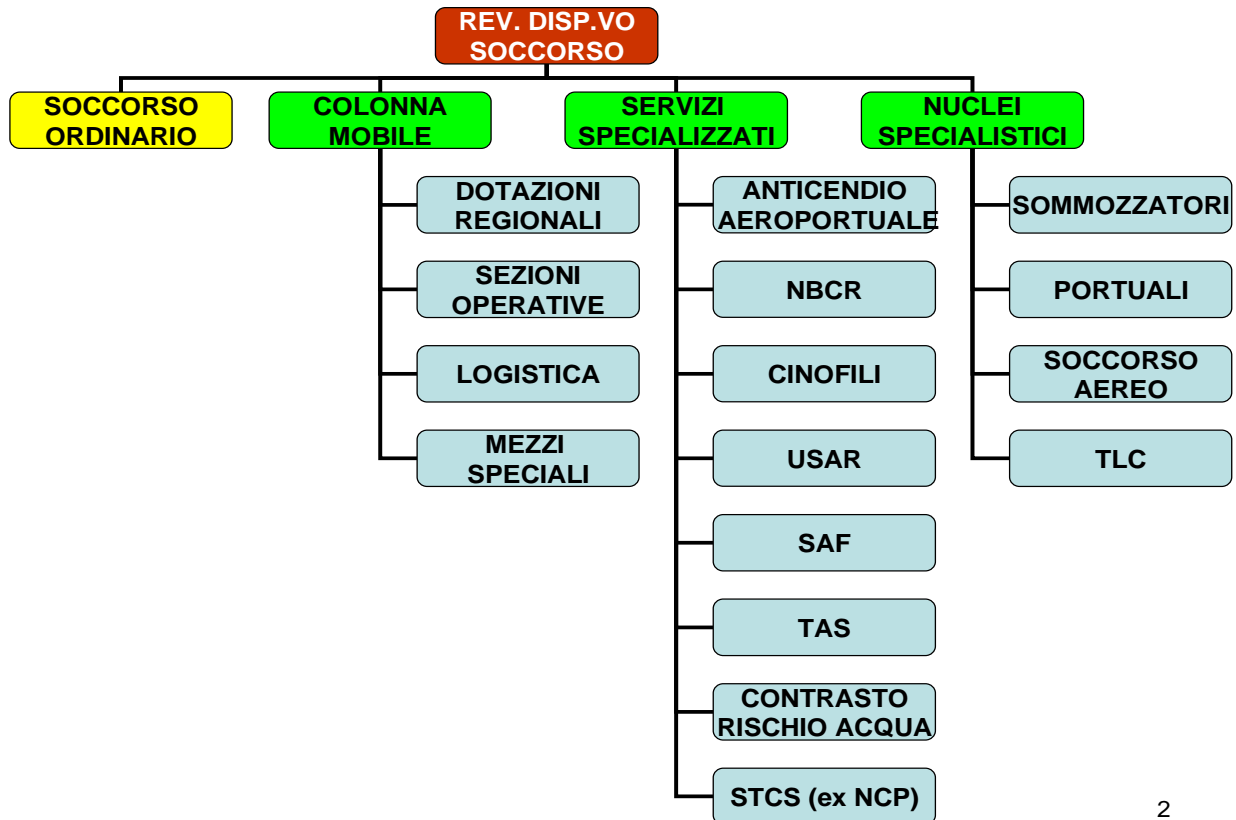 REV. DISP.VO
SOCCORSO
SOCCORSO
ORDINARIO
COLONNA
MOBILE
SERVIZI
SPECIALIZZATI
NUCLEI
SPECIALISTICI
DOTAZIONI
REGIONALI
SEZIONI
OPERATIVE
LOGISTICA
MEZZI
SPECIALI
ANTICENDIO
AEROPORTUALE
NBCR
CINOFILI
USAR
SAF
TAS
CONTRASTO
RISCHIO ACQUA
STCS (ex NCP)
SOMMOZZATORI
PORTUALI
SOCCORSO
AEREO
TLC
2